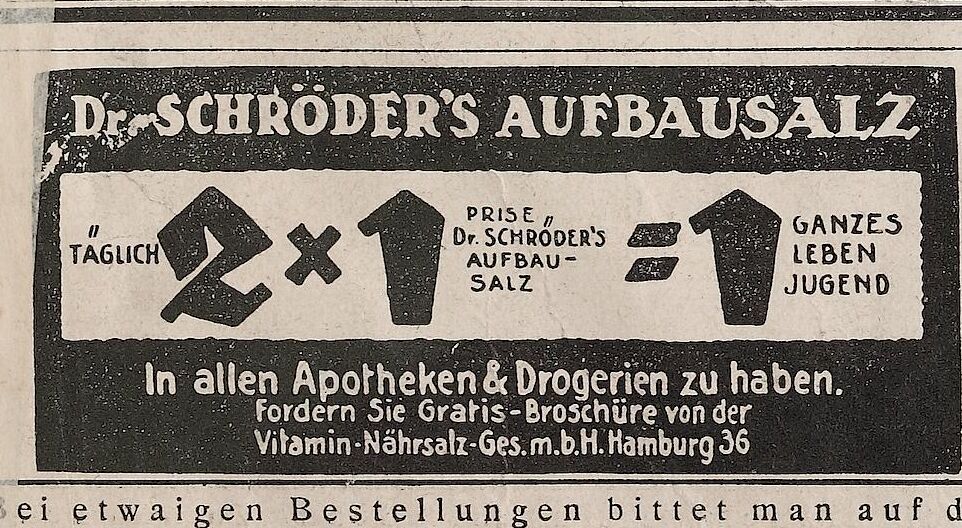 Dr. SCHRÖDER'S AUFBAUSALZ
TÄGLICH 2 × 1 PRISE Dr. SCHRÖDER'S AUFBAU-SALZ = 1 GANZES LEBEN JUGEND
In allen Apotheken & Drogerien zu haben.
Fordern Sie Gratis-Broschüre von der
Vitamin-Nährsalz-Ges.m.b.H. Hamburg 36
Bei etwaigen Bestellungen bittet man auf d